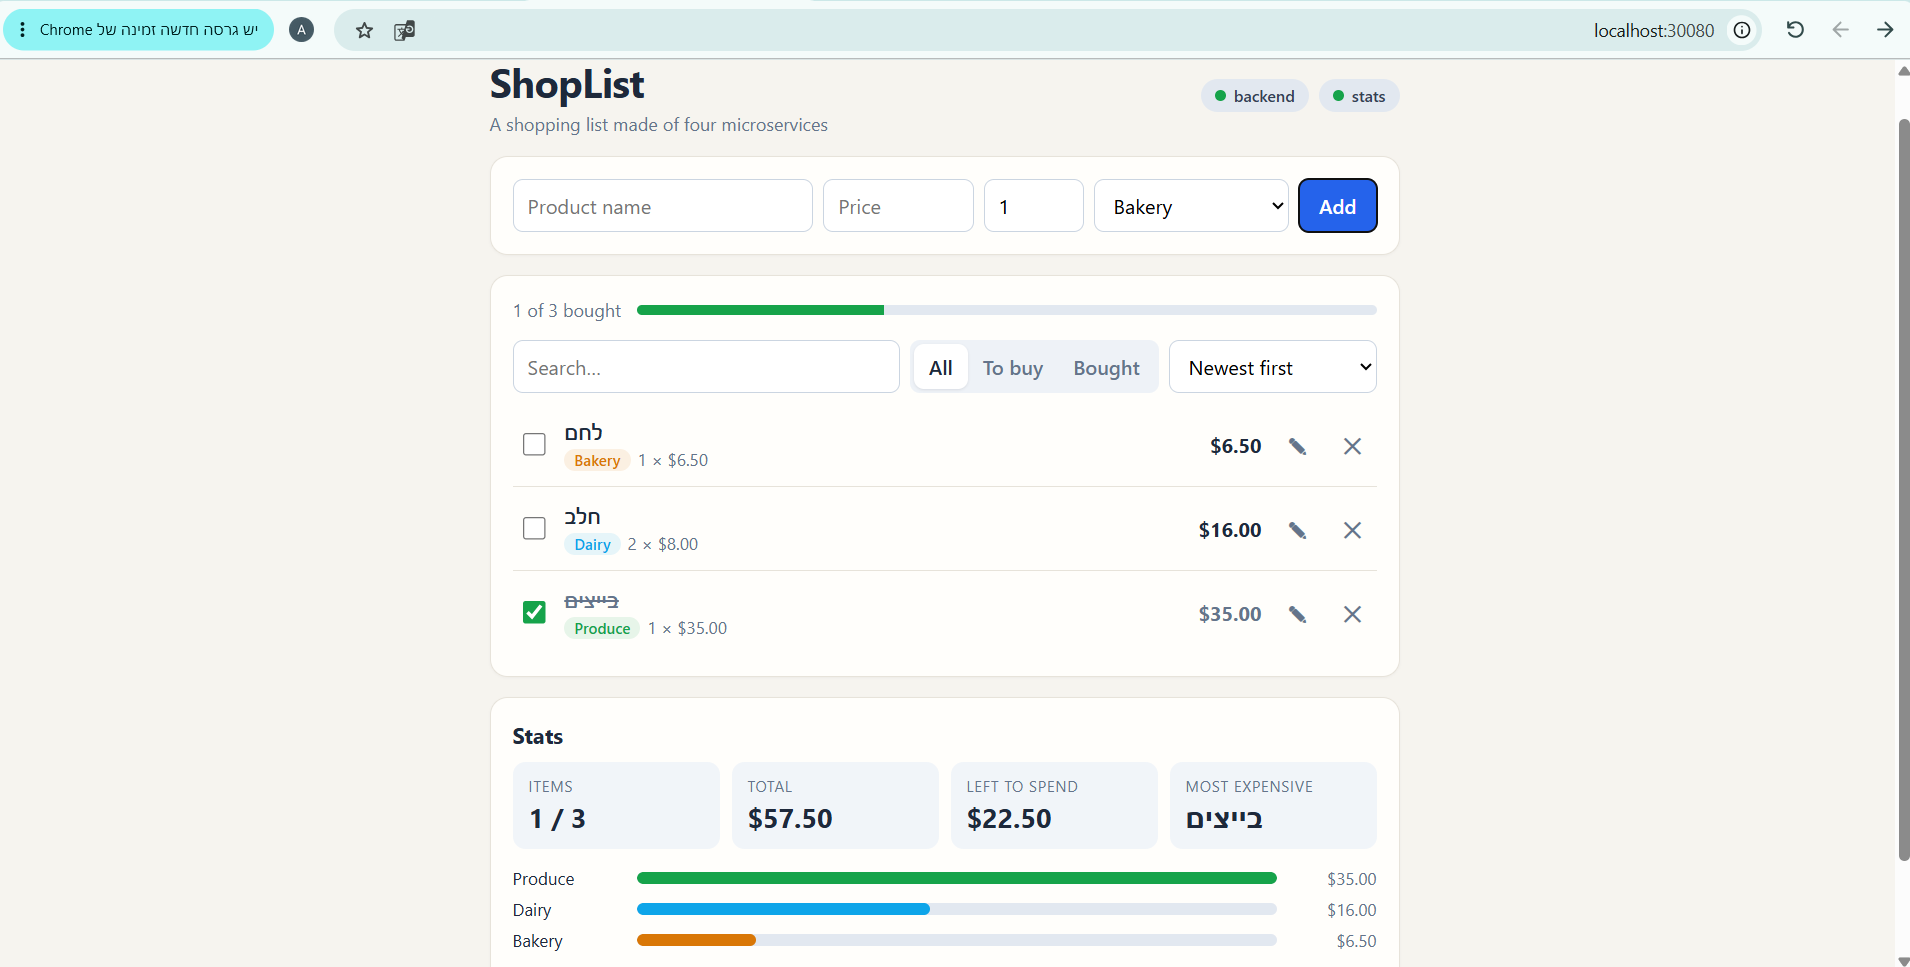 יש גרסה חדשה זמינה של Chrome
A
localhost:30080
ShopList
backend
stats
A shopping list made of four microservices
Product name
Price
1
Bakery
Add
1 of 3 bought
Search...
All
To buy
Bought
Newest first
לחם
Bakery 1 × $6.50
$6.50
חלב
Dairy 2 × $8.00
$16.00
בייצים
Produce 1 × $35.00
$35.00
Stats
ITEMS
1 / 3
TOTAL
$57.50
LEFT TO SPEND
$22.50
MOST EXPENSIVE
בייצים
Produce $35.00
Dairy $16.00
Bakery $6.50